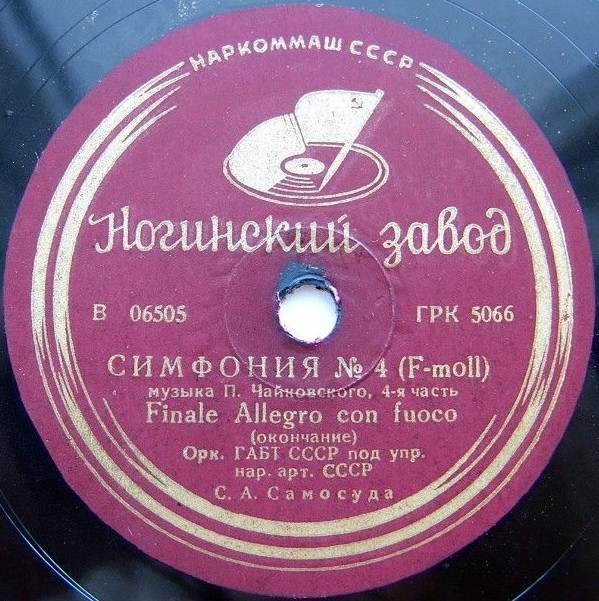 НАРКОММАШ СССР
Ногинский завод
В 06505
ГРК 5066
СИМФОНИЯ № 4 (F-moll)
музыка П. Чайковского, 4-я часть
Finale Allegro con fuoco
(окончание)
Орк. ГАБТ СССР под упр.
нар. арт. СССР
С. А. Самосуда